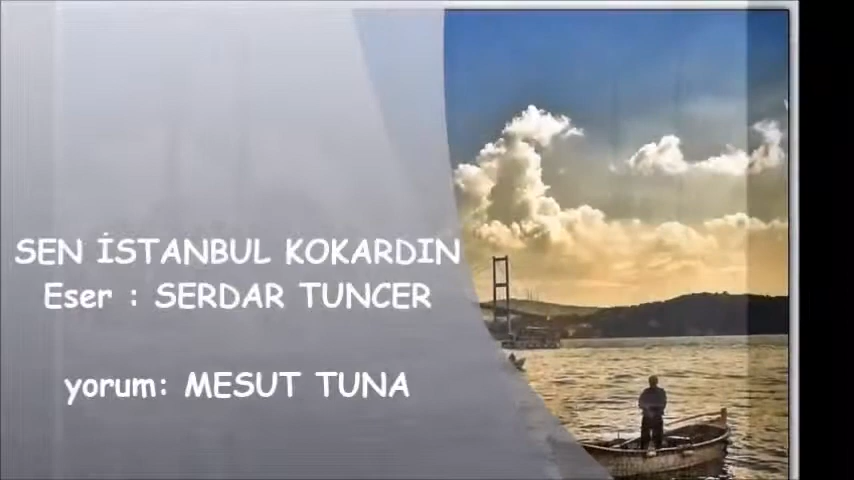 SEN İSTANBUL KOKARDIN
Eser : SERDAR TUNCER
yorum: MESUT TUNA